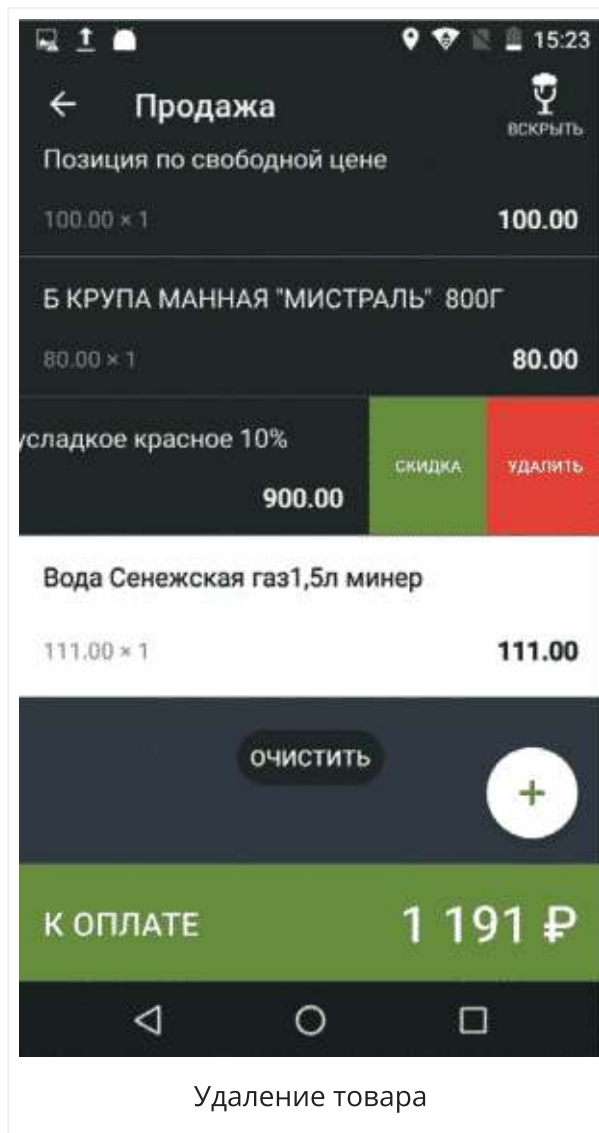 15:23
Продажа
ВСКРЫТЬ
Позиция по свободной цене
100.00 × 1 100.00
Б КРУПА МАННАЯ "МИСТРАЛЬ" 800Г
80.00 × 1 80.00
усладкое красное 10%
900.00
СКИДКА УДАЛИТЬ
Вода Сенежская газ1,5л минер
111.00 × 1 111.00
ОЧИСТИТЬ
+
К ОПЛАТЕ 1 191 ₽
Удаление товара